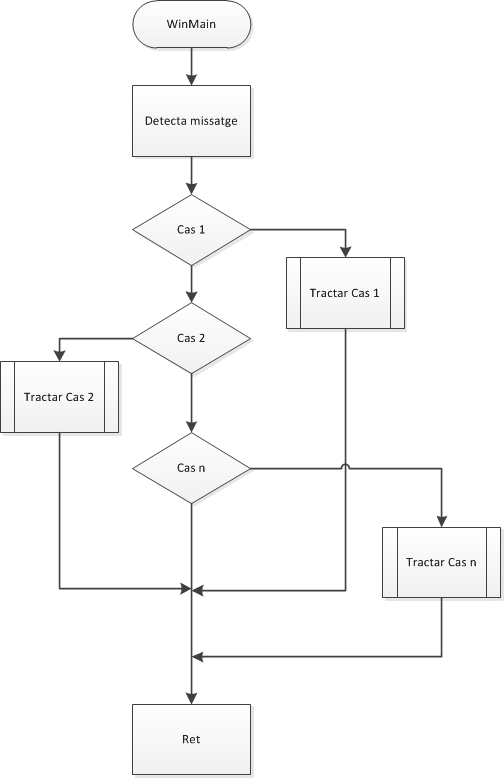 WinMain
Detecta missatge
Cas 1
Tractar Cas 1
Cas 2
Tractar Cas 2
Cas n
Tractar Cas n
Ret